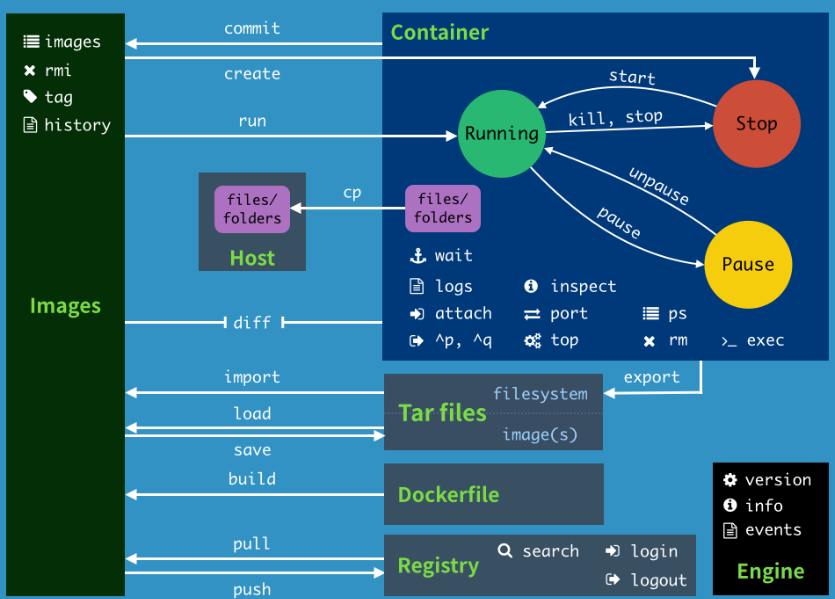 images
rmi
tag
history
Images
commit
create
run
Container
start
kill, stop
Running
Stop
unpause
pause
Pause
cp
files/
folders
Host
files/
folders
wait
logs
attach
^p, ^q
inspect
port
top
ps
rm
>_ exec
diff
import
load
save
build
pull
push
export
Tar files
filesystem
image(s)
Dockerfile
Registry
search
login
logout
version
info
events
Engine